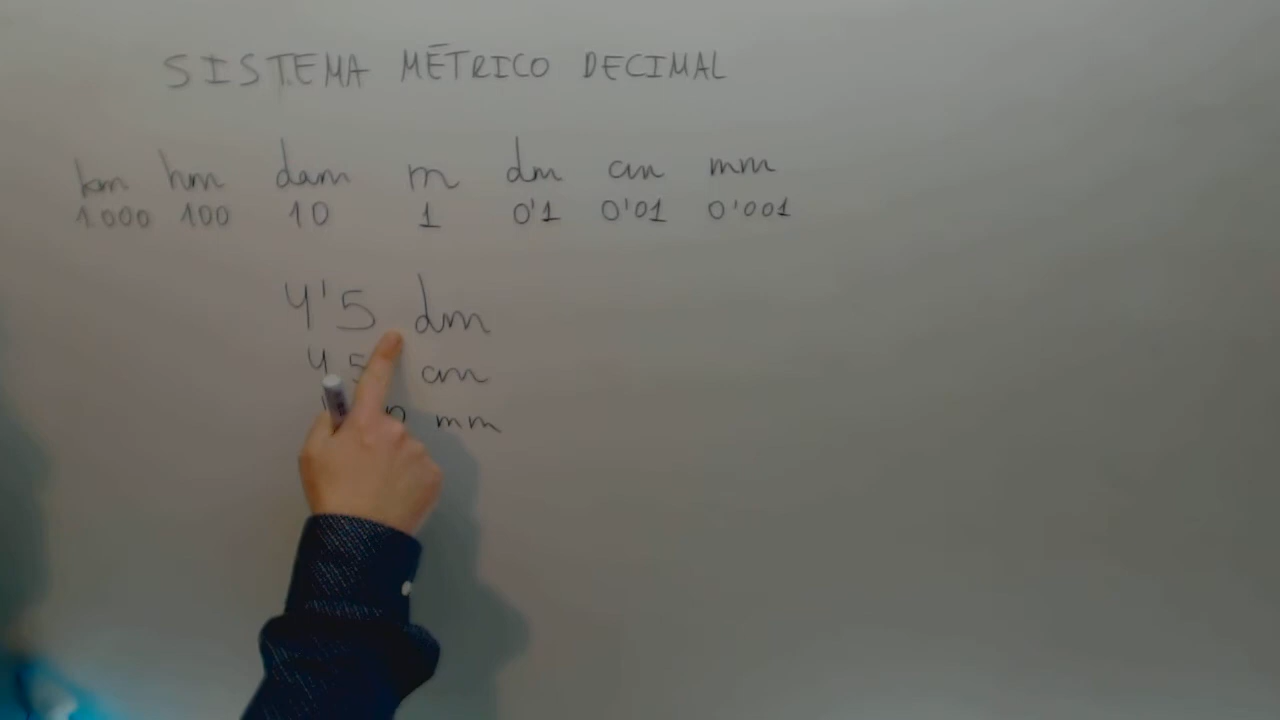 SISTEMA MÉTRICO DECIMAL
km hm dam m dm cm mm
1.000 100 10 1 0'1 0'01 0'001
4'5 dm
45 cm
mm